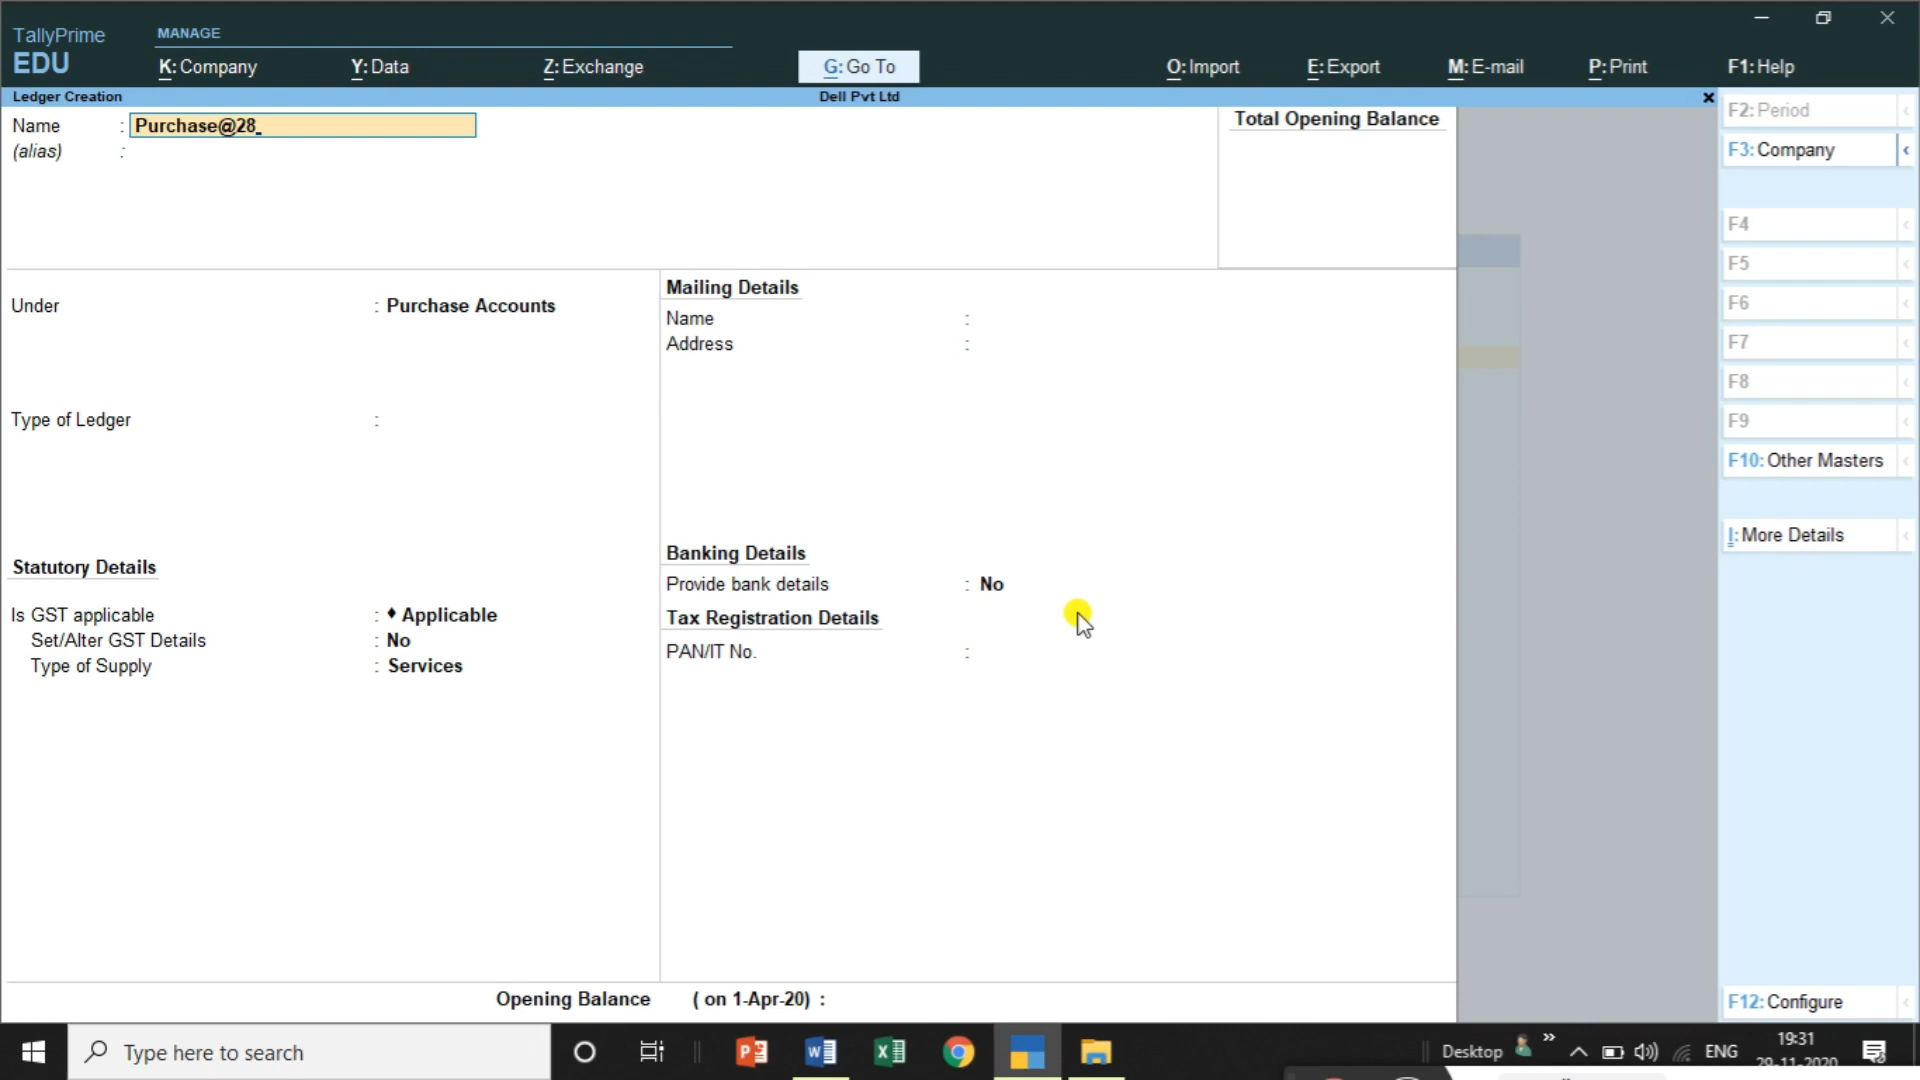 TallyPrime
EDU
MANAGE
K: Company
Y: Data
Z: Exchange
G: Go To
O: Import
E: Export
M: E-mail
P: Print
F1: Help
Ledger Creation
Dell Pvt Ltd
Name : Purchase@28
(alias) :
Total Opening Balance
Under : Purchase Accounts
Type of Ledger :
Mailing Details
Name :
Address :
Statutory Details
Is GST applicable : ♦ Applicable
Set/Alter GST Details : No
Type of Supply : Services
Banking Details
Provide bank details : No
Tax Registration Details
PAN/IT No. :
Opening Balance ( on 1-Apr-20) :
F2: Period
F3: Company
F4
F5
F6
F7
F8
F9
F10: Other Masters
I: More Details
F12: Configure
Type here to search
Desktop
ENG
19:31
29-11-2020